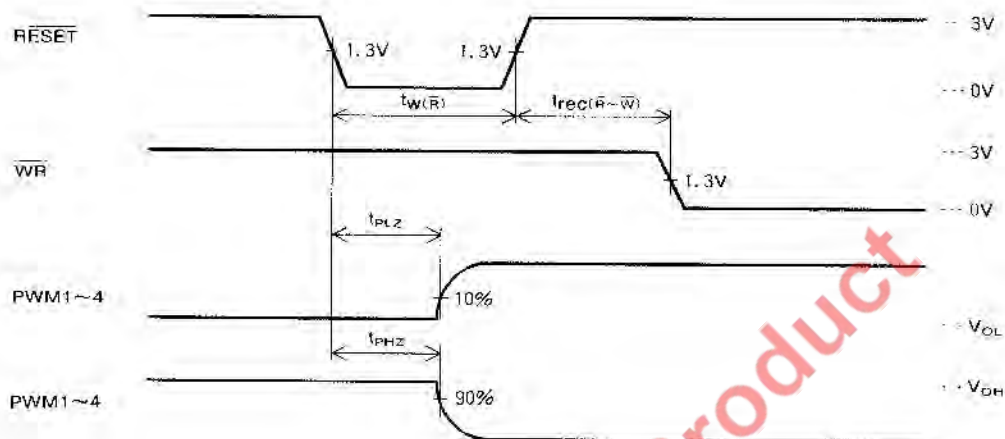 RESET
1.3V
1.3V
3V
0V
tW(R)
trec(R~W)
WR
3V
1.3V
0V
tPLZ
PWM1~4
10%
VOL
tPHZ
PWM1~4
90%
VOH
product